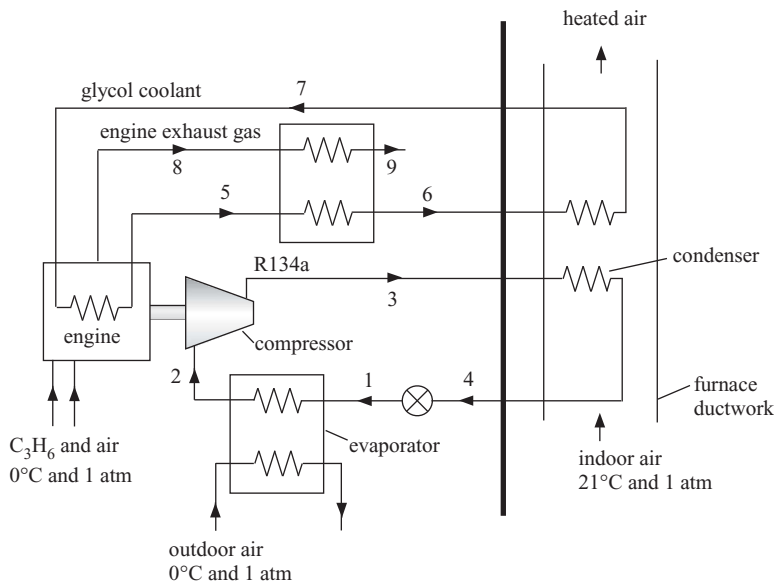 heated air
glycol coolant
7
engine exhaust gas
8
9
5
6
condenser
R134a
3
engine
compressor
2
1
4
furnace
ductwork
evaporator
C₃H₆ and air
0°C and 1 atm
indoor air
21°C and 1 atm
outdoor air
0°C and 1 atm